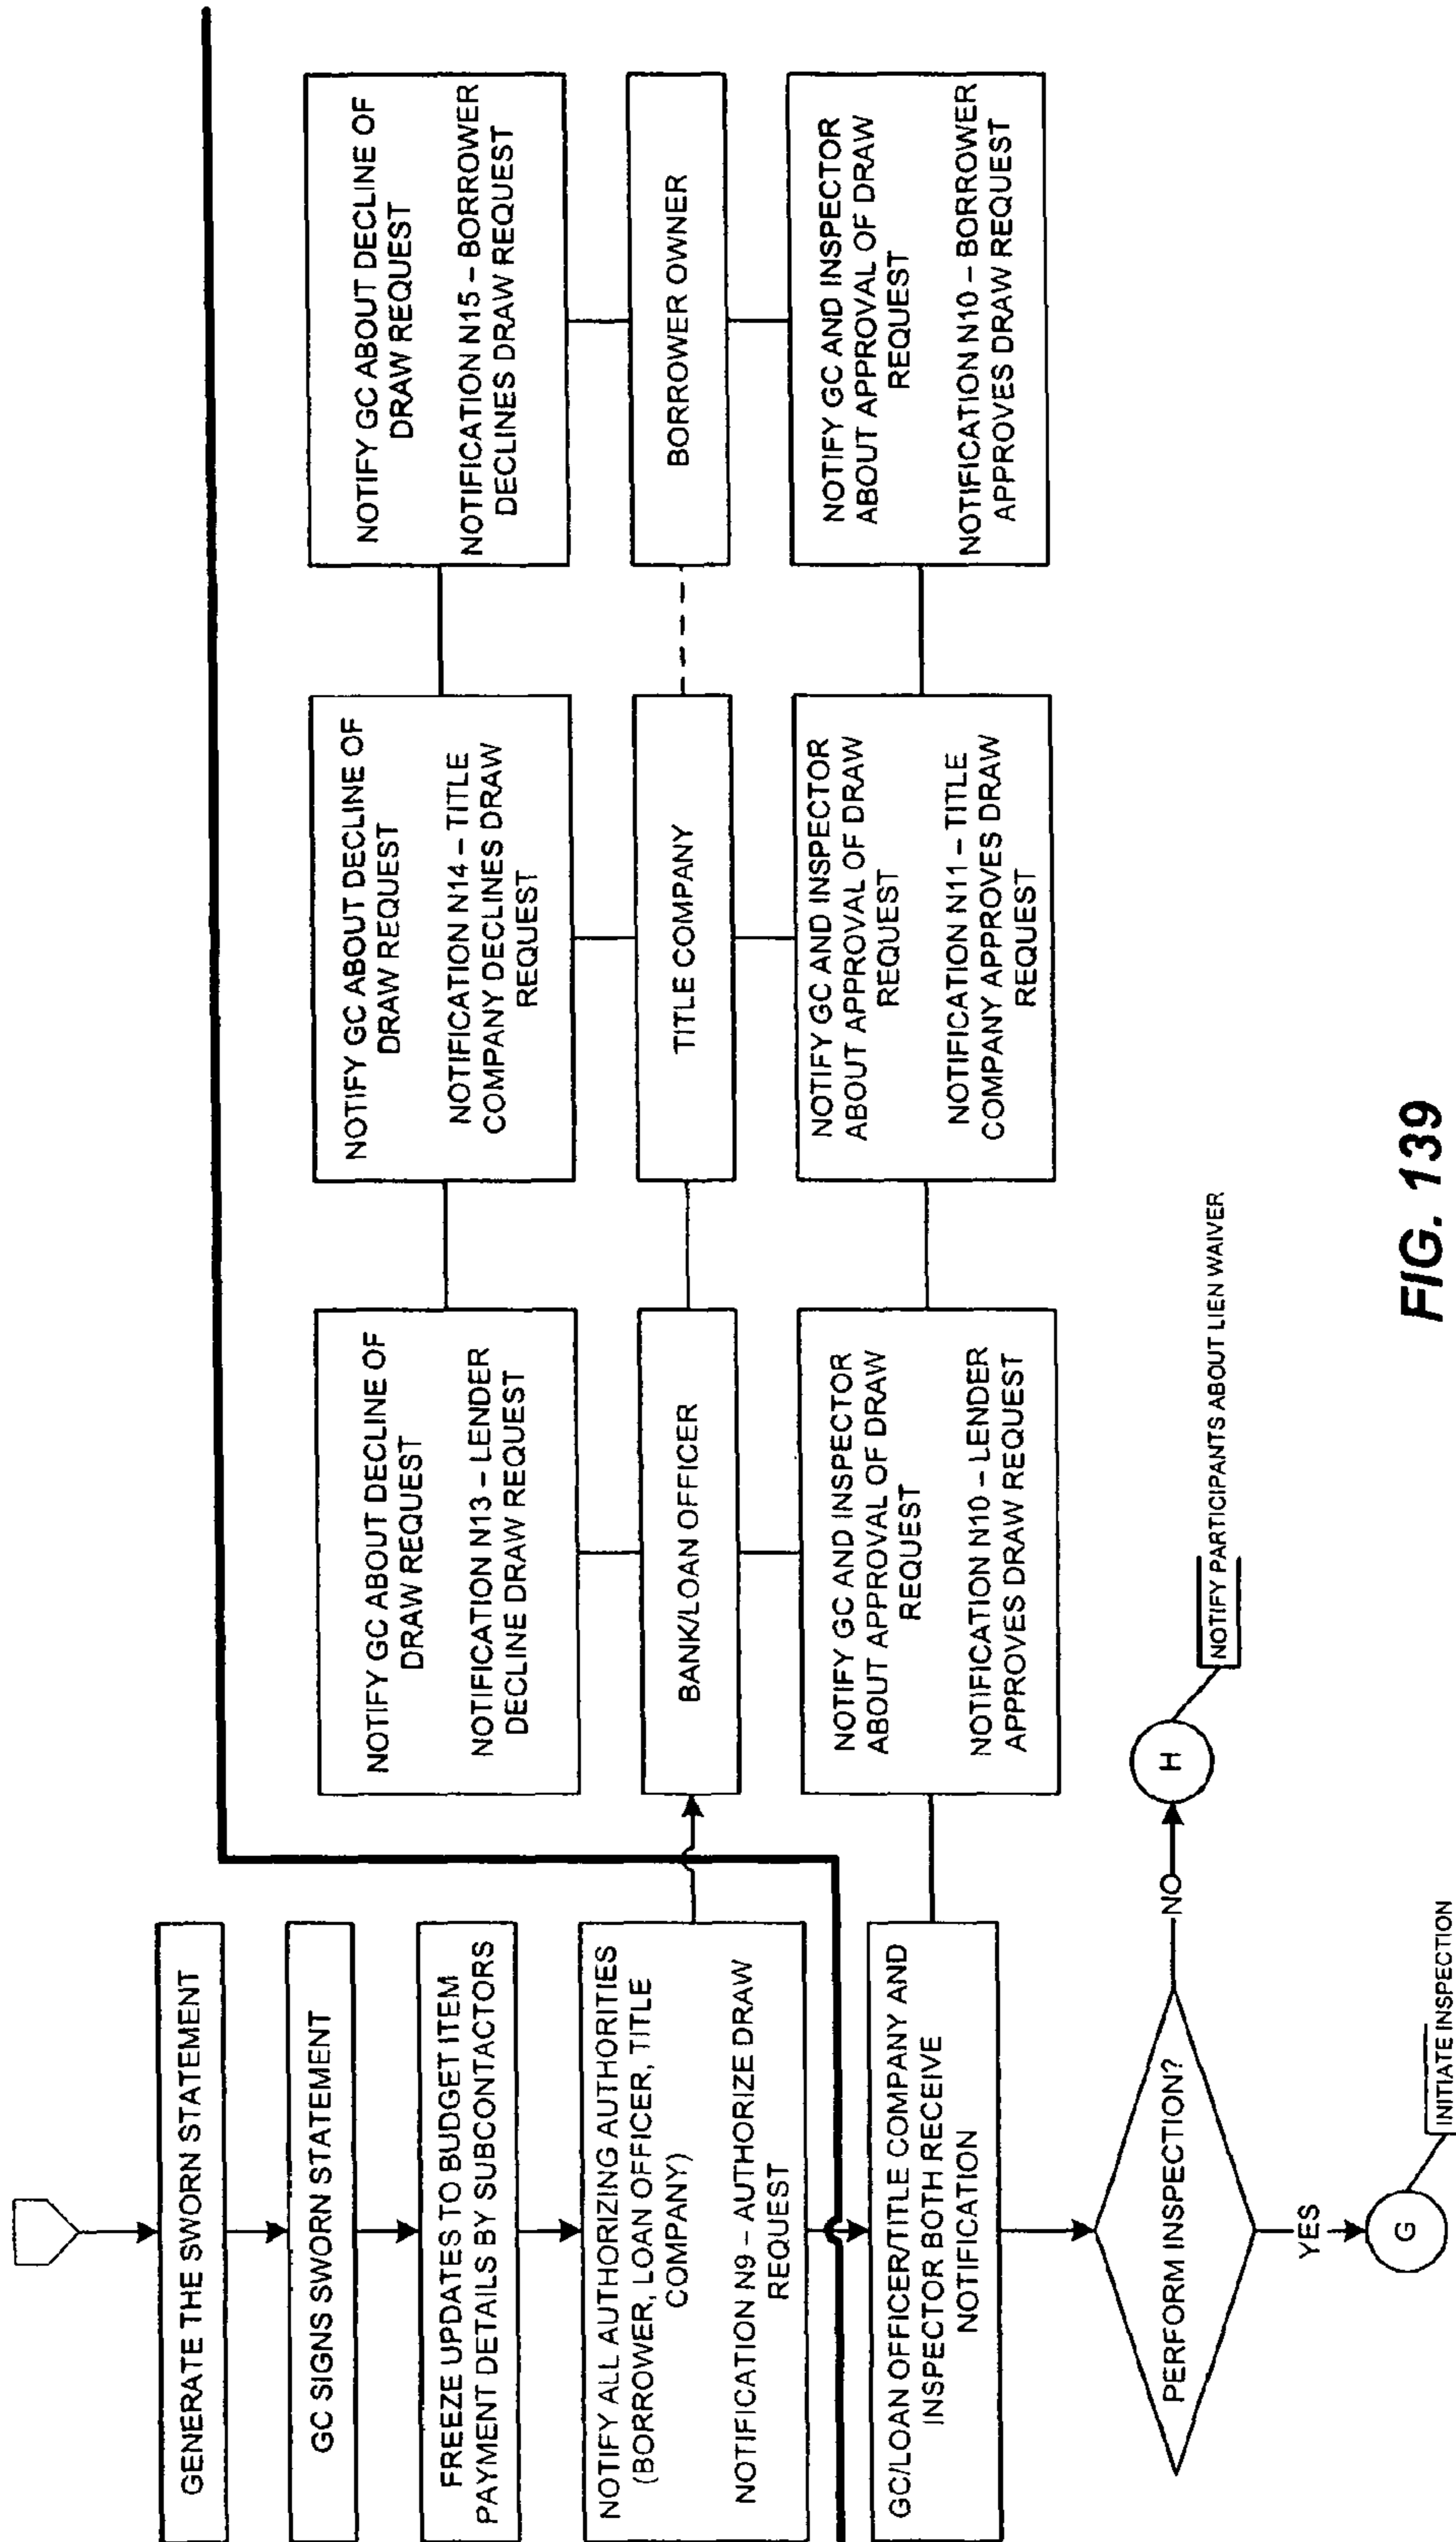 GENERATE THE SWORN STATEMENT
GC SIGNS SWORN STATEMENT
FREEZE UPDATES TO BUDGET ITEM
PAYMENT DETAILS BY SUBCONTACTORS
NOTIFY ALL AUTHORIZING AUTHORITIES
(BORROWER, LOAN OFFICER, TITLE
COMPANY)
NOTIFICATION N9 – AUTHORIZE DRAW
REQUEST
GC/LOAN OFFICER/TITLE COMPANY AND
INSPECTOR BOTH RECEIVE
NOTIFICATION
PERFORM INSPECTION?
YES
G
INITIATE INSPECTION
NO
H
NOTIFY PARTICIPANTS ABOUT LIEN WAIVER
NOTIFY GC ABOUT DECLINE OF
DRAW REQUEST
NOTIFICATION N13 – LENDER
DECLINE DRAW REQUEST
BANK/LOAN OFFICER
NOTIFY GC AND INSPECTOR
ABOUT APPROVAL OF DRAW
REQUEST
NOTIFICATION N10 – LENDER
APPROVES DRAW REQUEST
NOTIFY GC ABOUT DECLINE OF
DRAW REQUEST
NOTIFICATION N14 – TITLE
COMPANY DECLINES DRAW
REQUEST
TITLE COMPANY
NOTIFY GC AND INSPECTOR
ABOUT APPROVAL OF DRAW
REQUEST
NOTIFICATION N11 – TITLE
COMPANY APPROVES DRAW
REQUEST
NOTIFY GC ABOUT DECLINE OF
DRAW REQUEST
NOTIFICATION N15 – BORROWER
DECLINES DRAW REQUEST
BORROWER OWNER
NOTIFY GC AND INSPECTOR
ABOUT APPROVAL OF DRAW
REQUEST
NOTIFICATION N10 – BORROWER
APPROVES DRAW REQUEST
FIG. 139